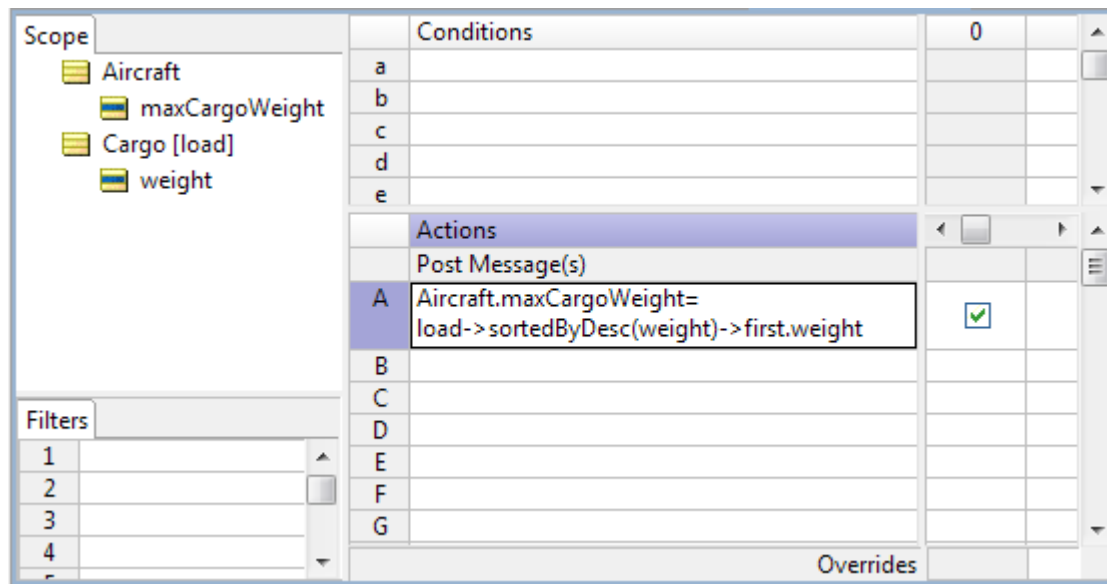 Scope
Aircraft
maxCargoWeight
Cargo [load]
weight
Filters
1
2
3
4
Conditions 0
a
b
c
d
e
Actions
Post Message(s)
A Aircraft.maxCargoWeight=
load->sortedByDesc(weight)->first.weight
B
C
D
E
F
G
Overrides